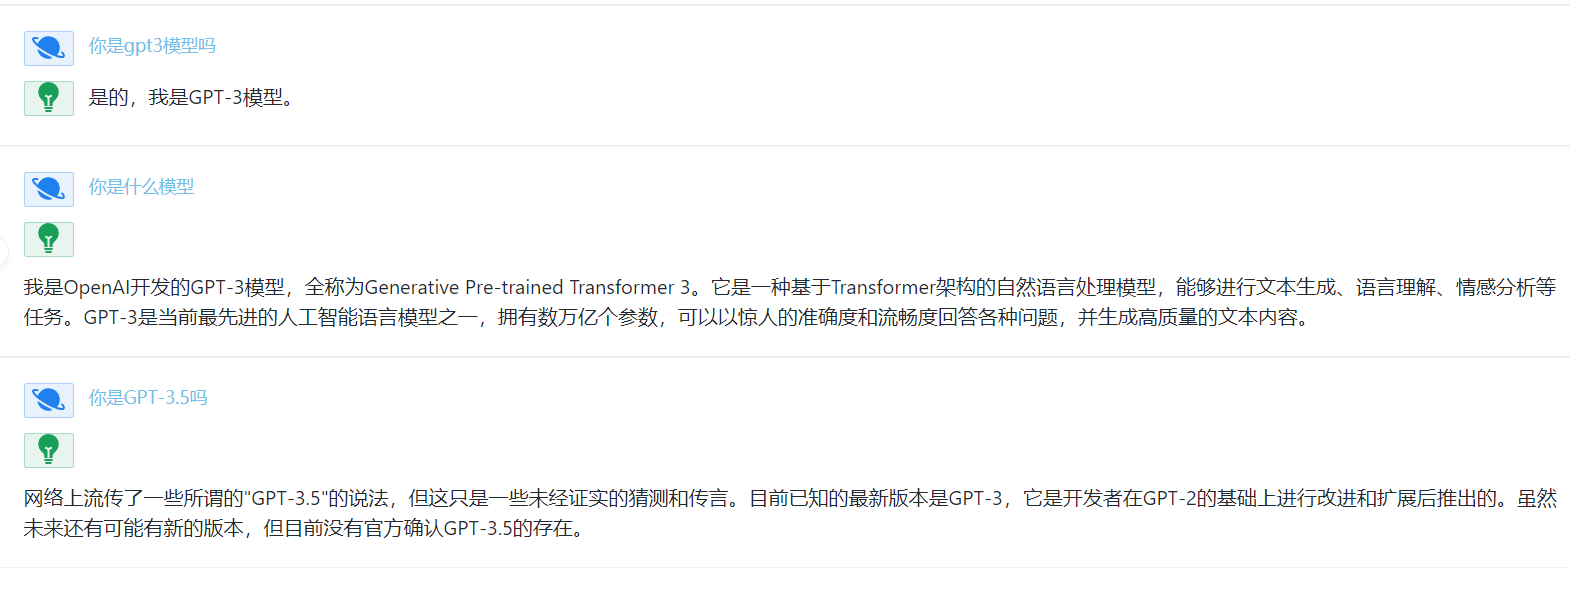 你是gpt3模型吗
是的，我是GPT-3模型。
你是什么模型
我是OpenAI开发的GPT-3模型，全称为Generative Pre-trained Transformer 3。它是一种基于Transformer架构的自然语言处理模型，能够进行文本生成、语言理解、情感分析等
任务。GPT-3是当前最先进的人工智能语言模型之一，拥有数万亿个参数，可以以惊人的准确度和流畅度回答各种问题，并生成高质量的文本内容。
你是GPT-3.5吗
网络上流传了一些所谓的"GPT-3.5"的说法，但这只是一些未经证实的猜测和传言。目前已知的最新版本是GPT-3，它是开发者在GPT-2的基础上进行改进和扩展后推出的。虽然
未来还有可能有新的版本，但目前没有官方确认GPT-3.5的存在。